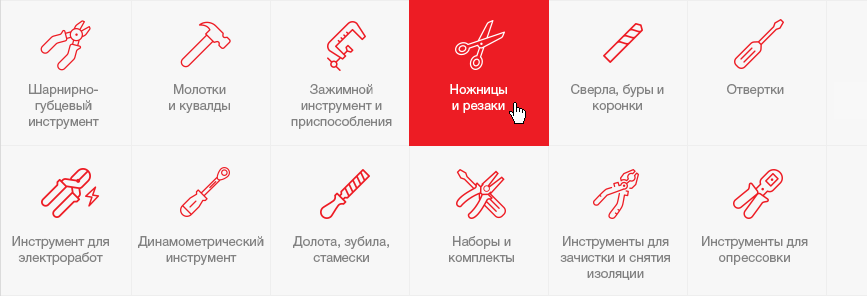 Шарнирно-
губцевый
инструмент
Молотки
и кувалды
Зажимной
инструмент и
приспособления
Ножницы
и резаки
Сверла, буры и
коронки
Отвертки
Инструмент для
электроработ
Динамометрический
инструмент
Долота, зубила,
стамески
Наборы и
комплекты
Инструменты для
зачистки и снятия
изоляции
Инструменты для
опрессовки